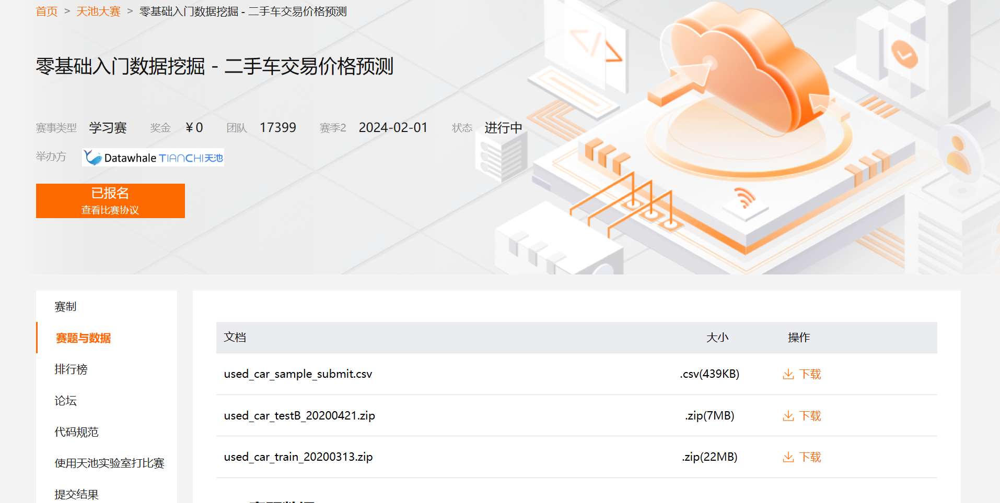 首页 > 天池大赛 > 零基础入门数据挖掘 - 二手车交易价格预测
零基础入门数据挖掘 - 二手车交易价格预测
赛事类型 学习赛 奖金 ¥0 团队 17399 赛季2 2024-02-01 状态 进行中
举办方 Datawhale TIANCHI天池
已报名
查看比赛协议
赛制
赛题与数据
排行榜
论坛
代码规范
使用天池实验室打比赛
提交结果
文档 大小 操作
used_car_sample_submit.csv .csv(439KB) 下载
used_car_testB_20200421.zip .zip(7MB) 下载
used_car_train_20200313.zip .zip(22MB) 下载